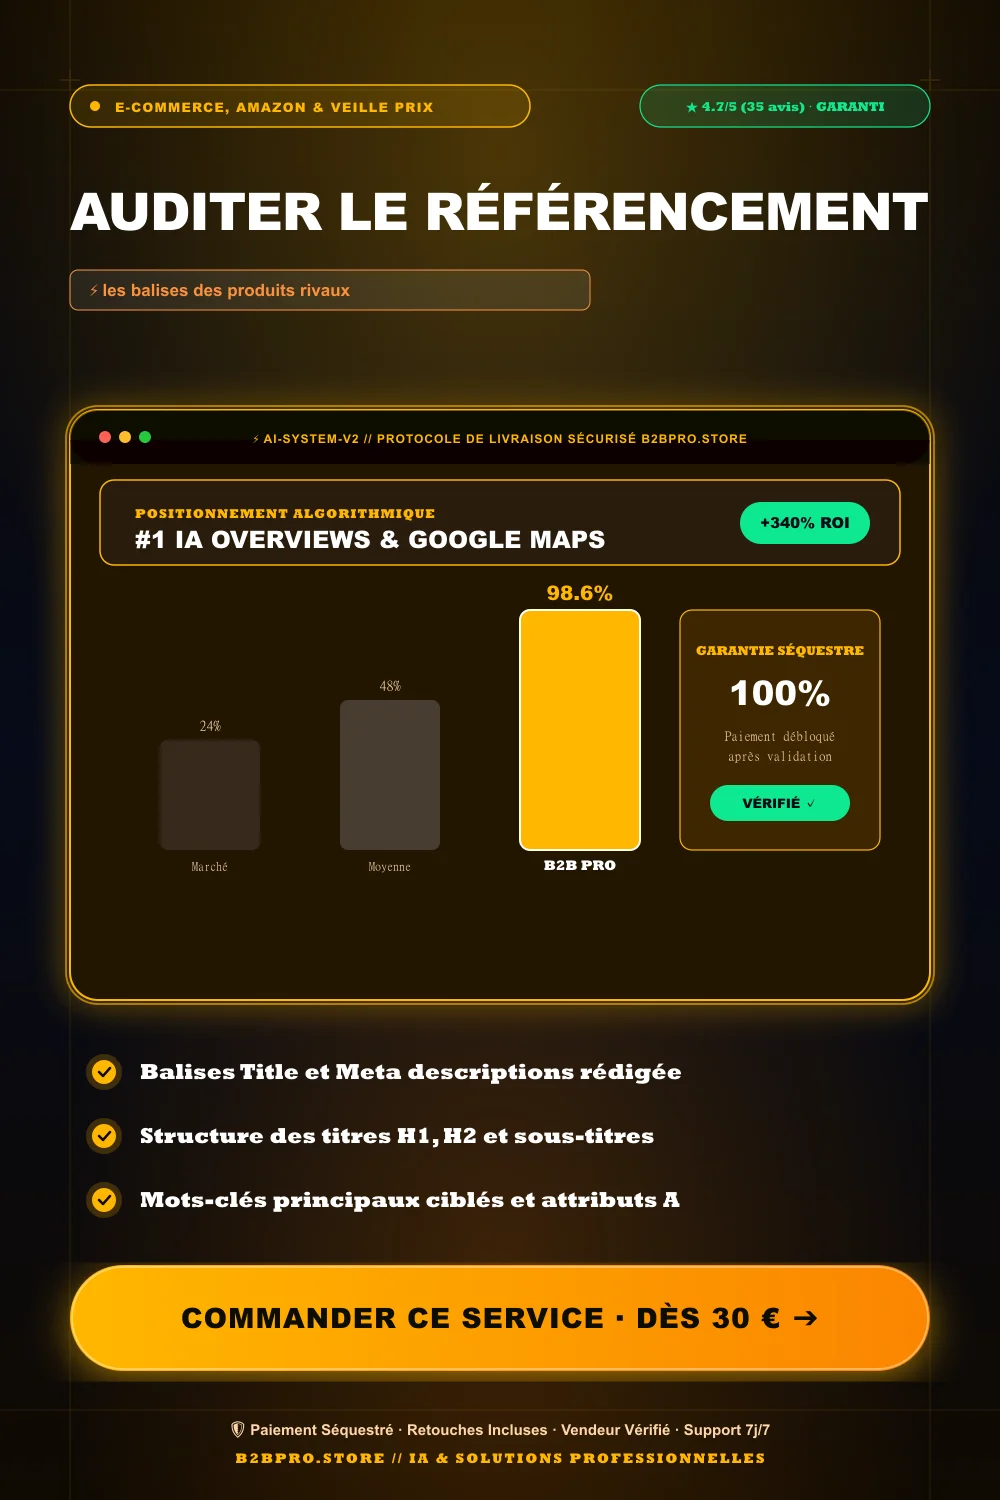 E-COMMERCE, AMAZON & VEILLE PRIX
★ 4.7/5 (35 avis) · GARANTI
AUDITER LE RÉFÉRENCEMENT
⚡ les balises des produits rivaux
⚡ AI-SYSTEM-V2 // PROTOCOLE DE LIVRAISON SÉCURISÉ B2BPRO.STORE
POSITIONNEMENT ALGORITHMIQUE
#1 IA OVERVIEWS & GOOGLE MAPS
+340% ROI
24%
Marché
48%
Moyenne
98.6%
B2B PRO
GARANTIE SÉQUESTRE
100%
Paiement débloqué
après validation
VÉRIFIÉ ✓
Balises Title et Meta descriptions rédigée
Structure des titres H1, H2 et sous-titres
Mots-clés principaux ciblés et attributs A
COMMANDER CE SERVICE · DÈS 30 € →
🛡 Paiement Séquestré · Retouches Incluses · Vendeur Vérifié · Support 7j/7
B2BPRO.STORE // IA & SOLUTIONS PROFESSIONNELLES